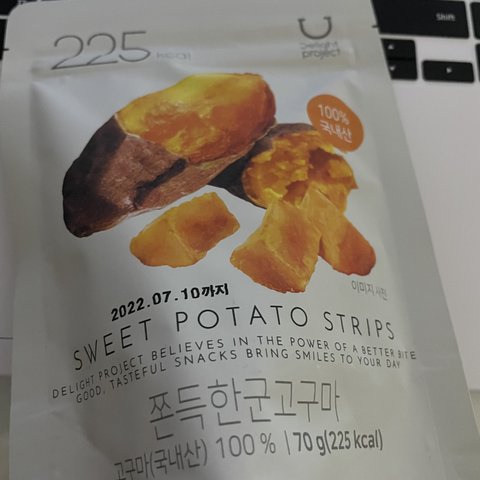 225 kcal
Delight
project
100%
국내산
이미지 사진
2022.07.10까지
SWEET POTATO STRIPS
DELIGHT PROJECT BELIEVES IN THE POWER OF A BETTER BITE
GOOD, TASTEFUL SNACKS BRING SMILES TO YOUR DAY
쫀득한군고구마
고구마(국내산) 100 % | 70 g(225 kcal)
Shift